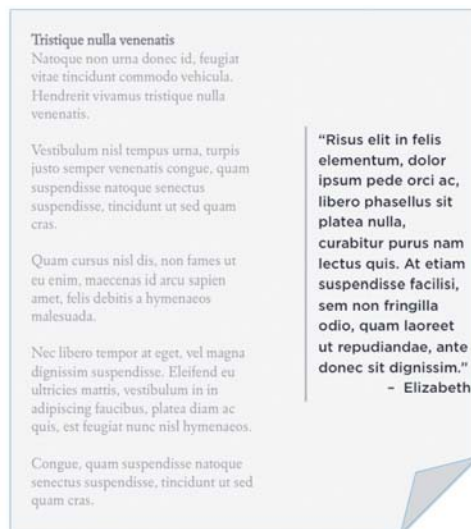 Tristique nulla venenatis
Natoque non urna donec id, feugiat
vitae tincidunt commodo vehicula.
Hendrerit vivamus tristique nulla
venenatis.
Vestibulum nisl tempus urna, turpis
justo semper venenatis congue, quam
suspendisse natoque senectus
suspendisse, tincidunt ut sed quam
cras.
Quam cursus nisl dis, non fames ut
eu enim, maecenas id arcu sapien
amet, felis debitis a hymenaeos
malesuada.
Nec libero tempor at eget, vel magna
dignissim suspendisse. Eleifend eu
ultricies mattis, vestibulum in in
adipiscing faucibus, platea diam ac
quis, est feugiat nunc nisl hymenaeos.
Congue, quam suspendisse natoque
senectus suspendisse, tincidunt ut sed
quam cras.
“Risus elit in felis
elementum, dolor
ipsum pede orci ac,
libero phasellus sit
platea nulla,
curabitur purus nam
lectus quis. At etiam
suspendisse facilisi,
sem non fringilla
odio, quam laoreet
ut repudiandae, ante
donec sit dignissim.”
– Elizabeth